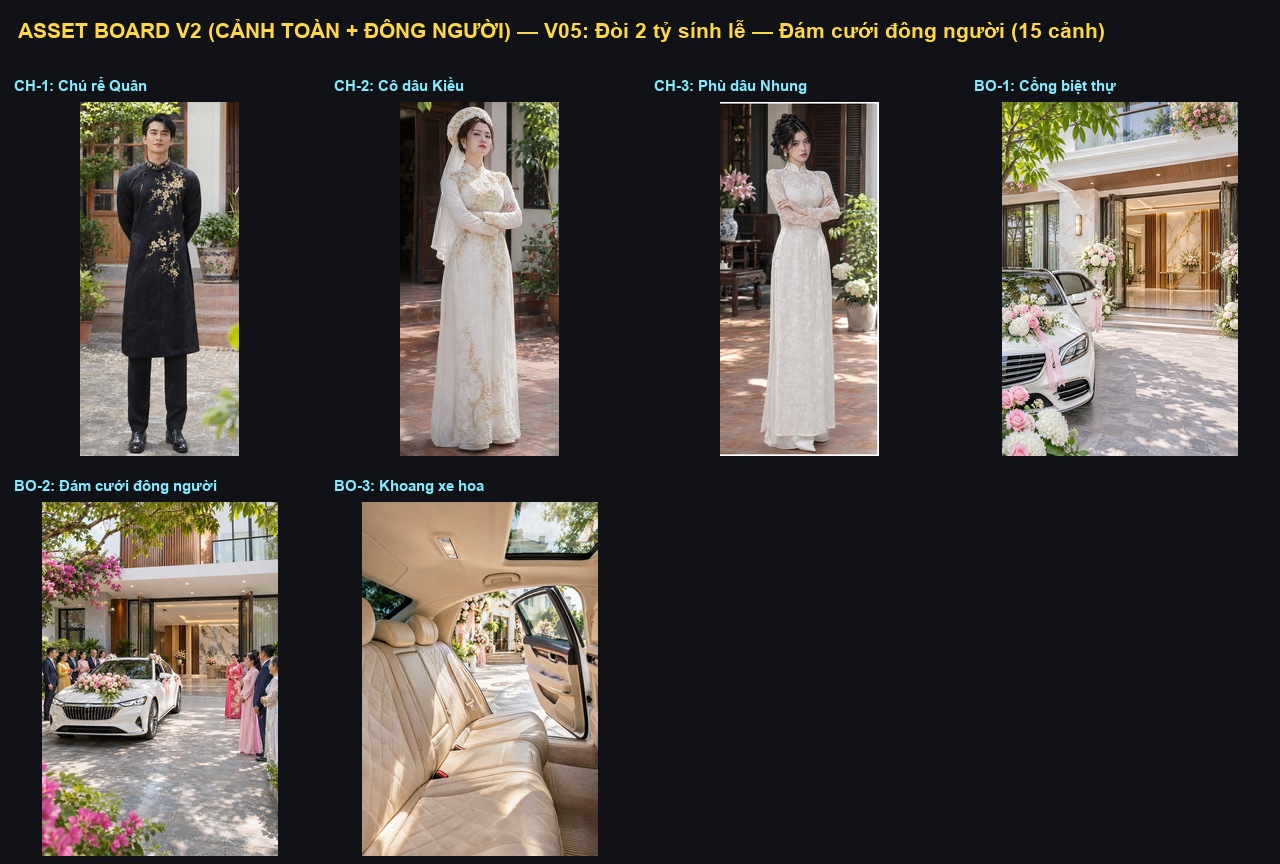 ASSET BOARD V2 (CẢNH TOÀN + ĐÔNG NGƯỜI) — V05: Đòi 2 tỷ sính lễ — Đám cưới đông người (15 cảnh)
CH-1: Chú rể Quân
CH-2: Cô dâu Kiều
CH-3: Phù dâu Nhung
BO-1: Cổng biệt thự
BO-2: Đám cưới đông người
BO-3: Khoang xe hoa